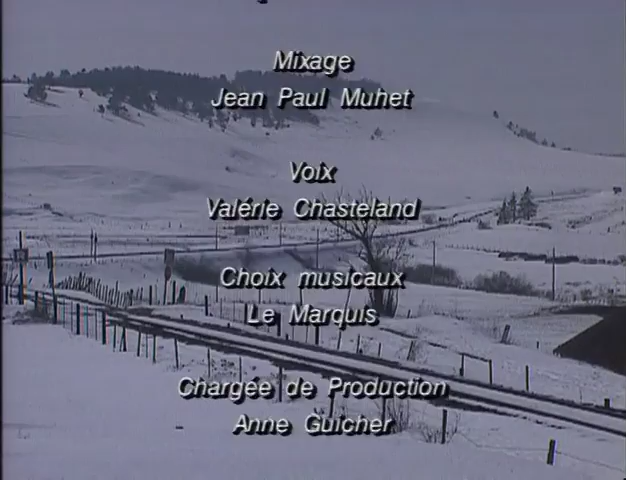 Mixage
Jean Paul Muhet
Voix
Valérie Chasteland
Choix musicaux
Le Marquis
Chargée de Production
Anne Guicher